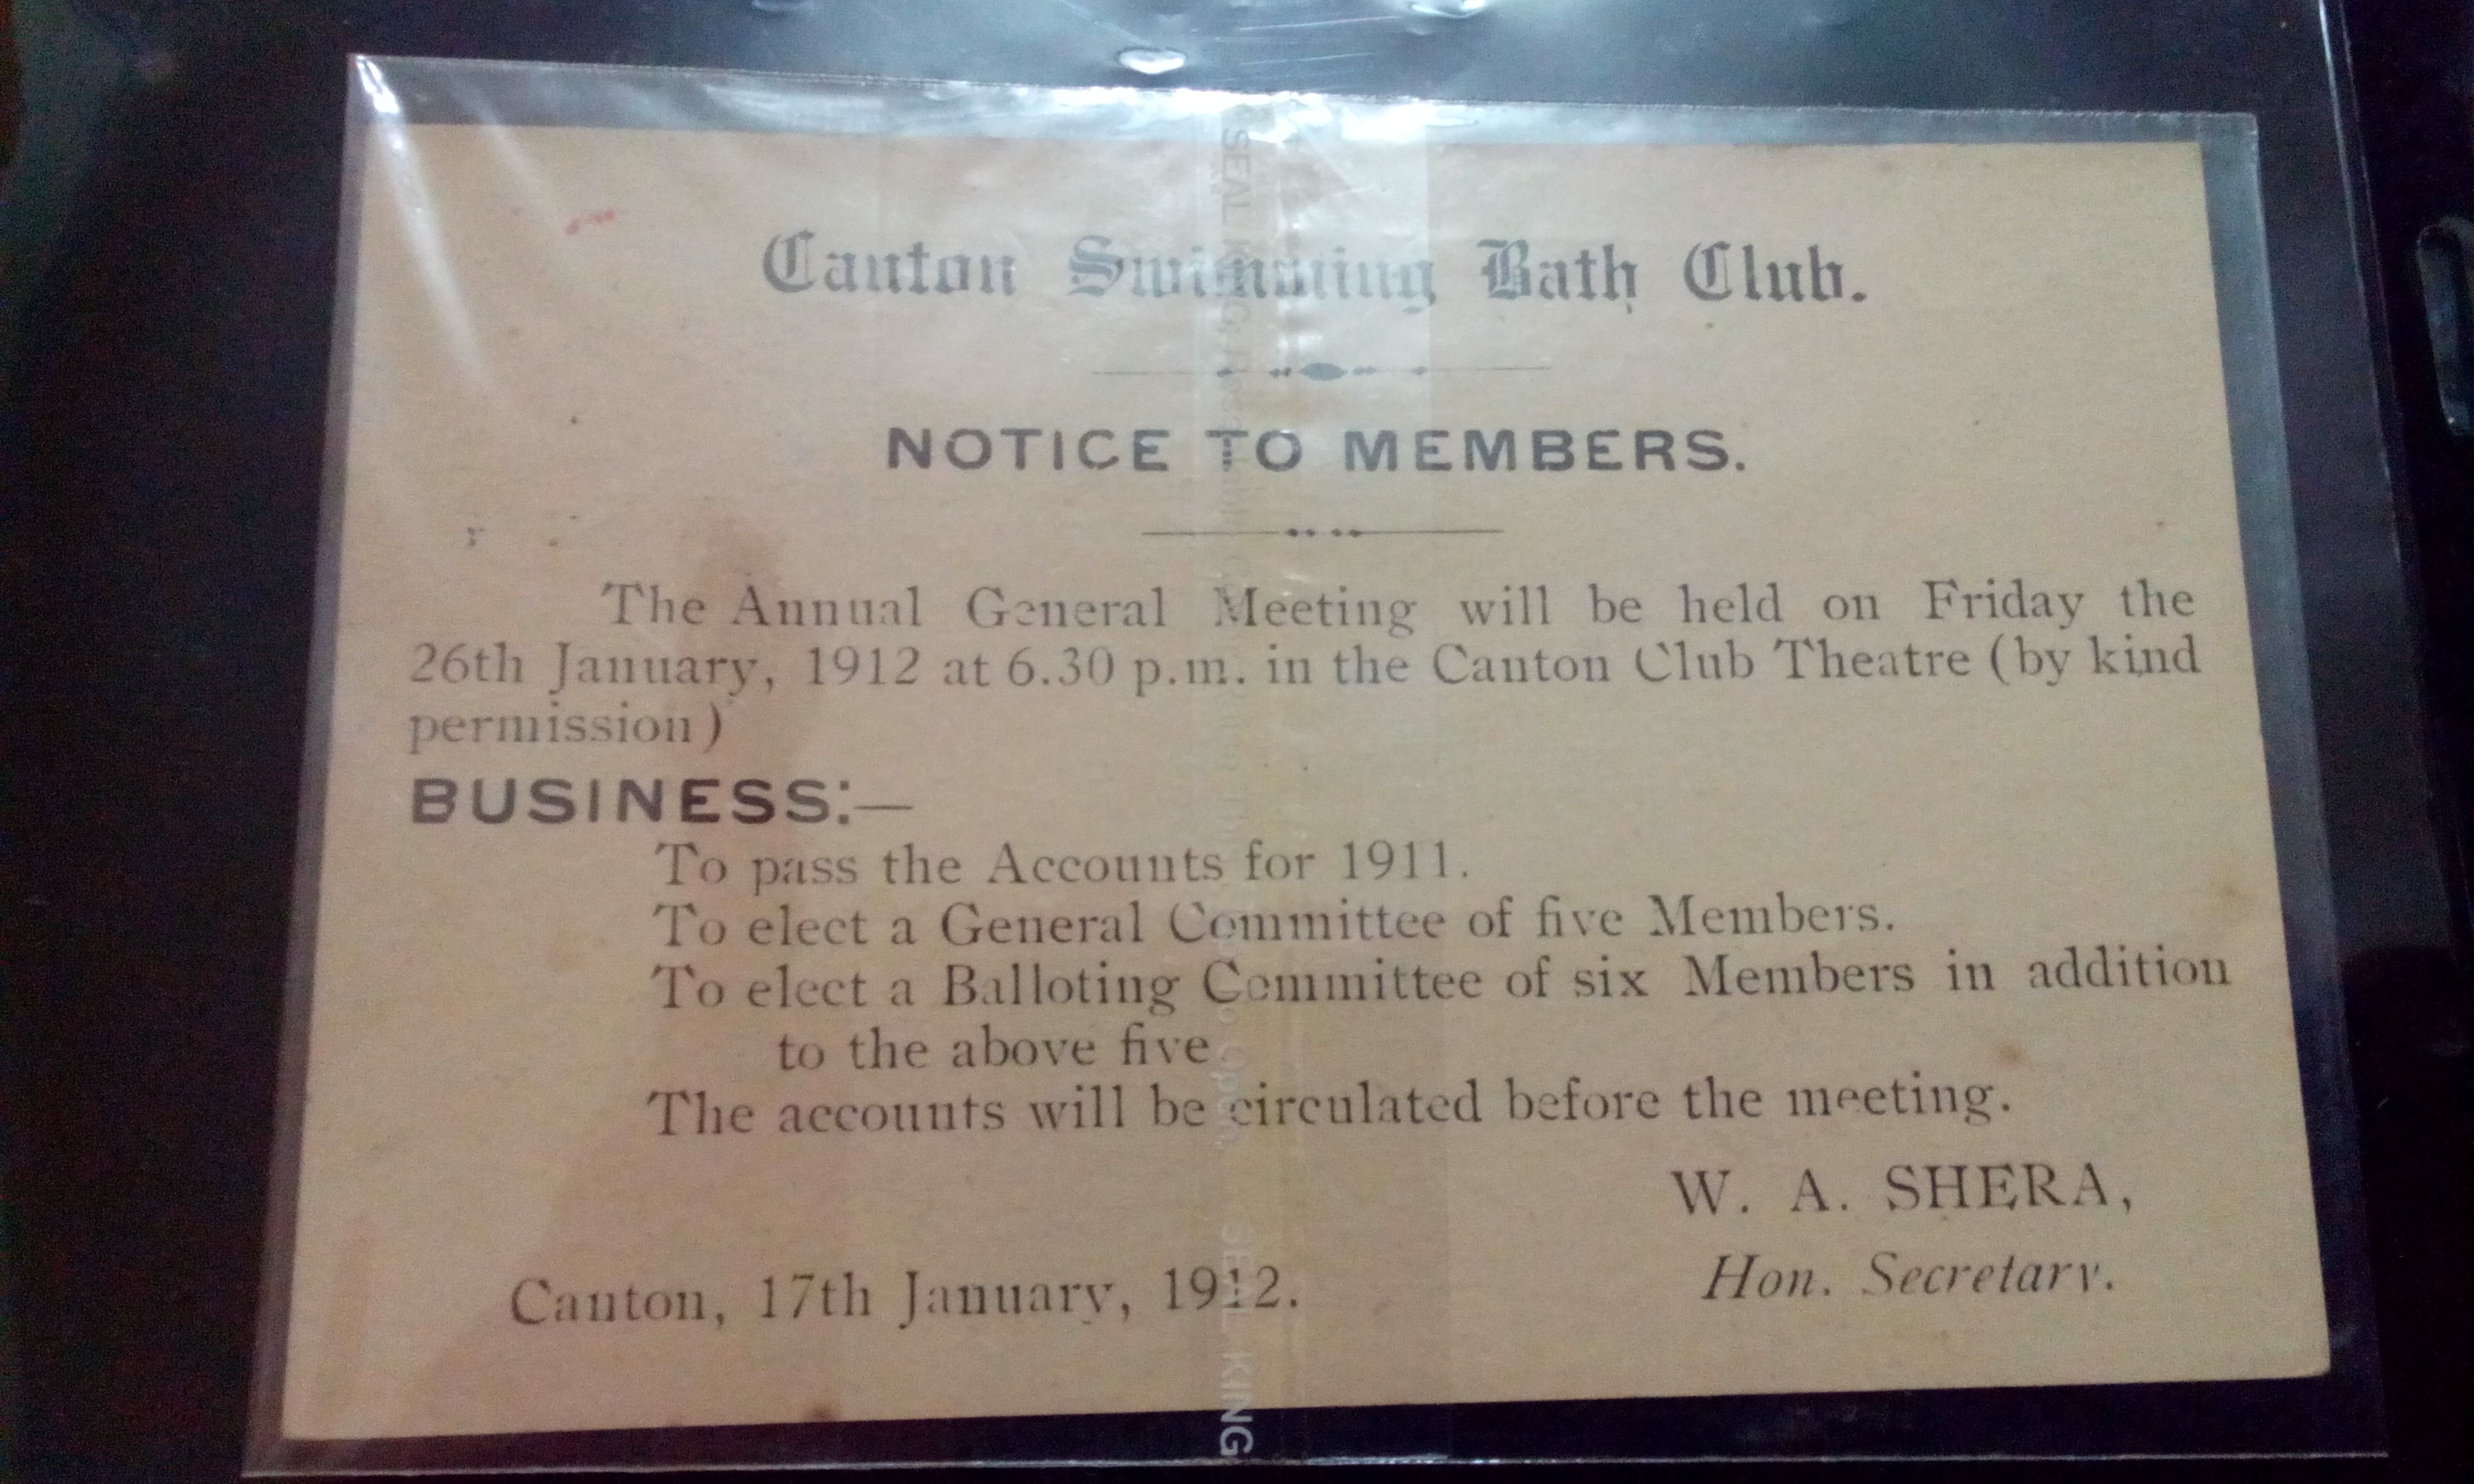 Canton Swimming Bath Club.
NOTICE TO MEMBERS.
The Annual General Meeting will be held on Friday the
26th January, 1912 at 6.30 p.m. in the Canton Club Theatre (by kind
permission)
BUSINESS:—
To pass the Accounts for 1911.
To elect a General Committee of five Members.
To elect a Balloting Committee of six Members in addition
to the above five
The accounts will be circulated before the meeting.
W. A. SHERA,
Hon. Secretary.
Canton, 17th January, 1912.
SEAL KING
SEAL KING